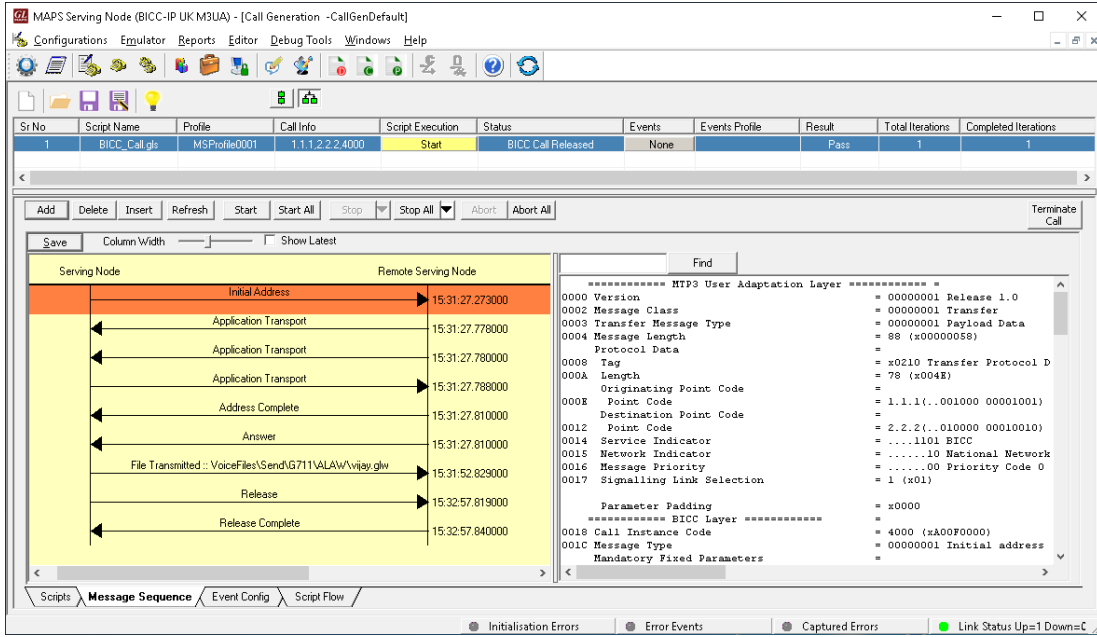 GL MAPS Serving Node (BICC-IP UK M3UA) - [Call Generation -CallGenDefault]
Configurations Emulator Reports Editor Debug Tools Windows Help
Sr No Script Name Profile Call Info Script Execution Status Events Events Profile Result Total Iterations Completed Iterations
1 BICC_Call.gls MSProfile0001 1.1.1,2.2.2,4000 Start BICC Call Released None Pass 1 1
Add Delete Insert Refresh Start Start All Stop Stop All Abort Abort All Terminate Call
Save Column Width Show Latest
Find
Serving Node Remote Serving Node
Initial Address
15:31:27.273000
Application Transport
15:31:27.778000
Application Transport
15:31:27.780000
Application Transport
15:31:27.788000
Address Complete
15:31:27.810000
Answer
15:31:27.810000
File Transmitted :: VoiceFiles\Send\G711\ALAW\vijay.glw
15:31:52.829000
Release
15:32:57.819000
Release Complete
15:32:57.840000
============ MTP3 User Adaptation Layer ============ =
0000 Version = 00000001 Release 1.0
0002 Message Class = 00000001 Transfer
0003 Transfer Message Type = 00000001 Payload Data
0004 Message Length = 88 (x00000058)
Protocol Data =
0008 Tag = x0210 Transfer Protocol D
000A Length = 78 (x004E)
Originating Point Code =
000E Point Code = 1.1.1(..001000 00001001)
Destination Point Code =
0012 Point Code = 2.2.2(..010000 00010010)
0014 Service Indicator = ....1101 BICC
0015 Network Indicator = ......10 National Network
0016 Message Priority = ......00 Priority Code 0
0017 Signalling Link Selection = 1 (x01)
Parameter Padding = x0000
============ BICC Layer ============ =
0018 Call Instance Code = 4000 (xA00F0000)
001C Message Type = 00000001 Initial address
Mandatory Fixed Parameters =
Scripts Message Sequence Event Config Script Flow
Initialisation Errors Error Events Captured Errors Link Status Up=1 Down=